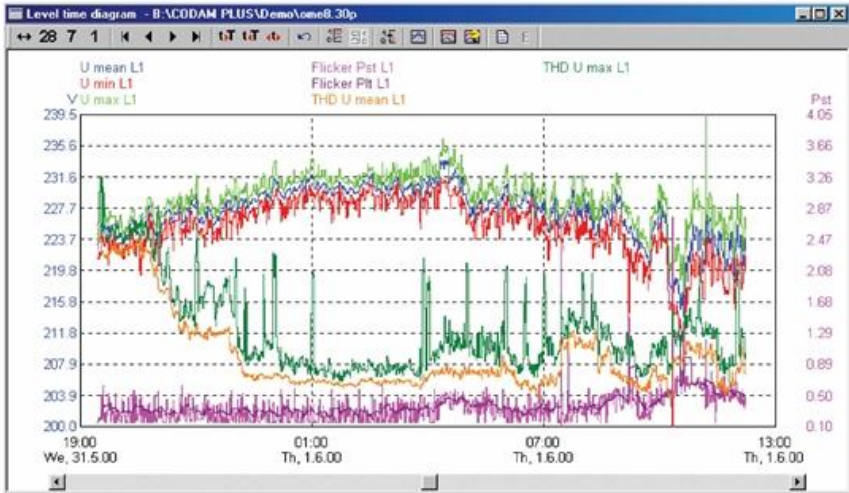 Level time diagram - B:\CODAM PLUS\Demo\ome8.30p
28 7 1
U mean L1 Flicker Pst L1 THD U max L1
U min L1 Flicker Plt L1
V U max L1 THD U mean L1
239.5 Pst 4.05
235.6 3.66
231.6 3.26
227.7 2.87
223.7 2.47
219.8 2.08
215.8 1.68
211.8 1.29
207.9 0.89
203.9 0.50
200.0 0.10
19:00 01:00 07:00 13:00
We, 31.5.00 Th, 1.6.00 Th, 1.6.00 Th, 1.6.00